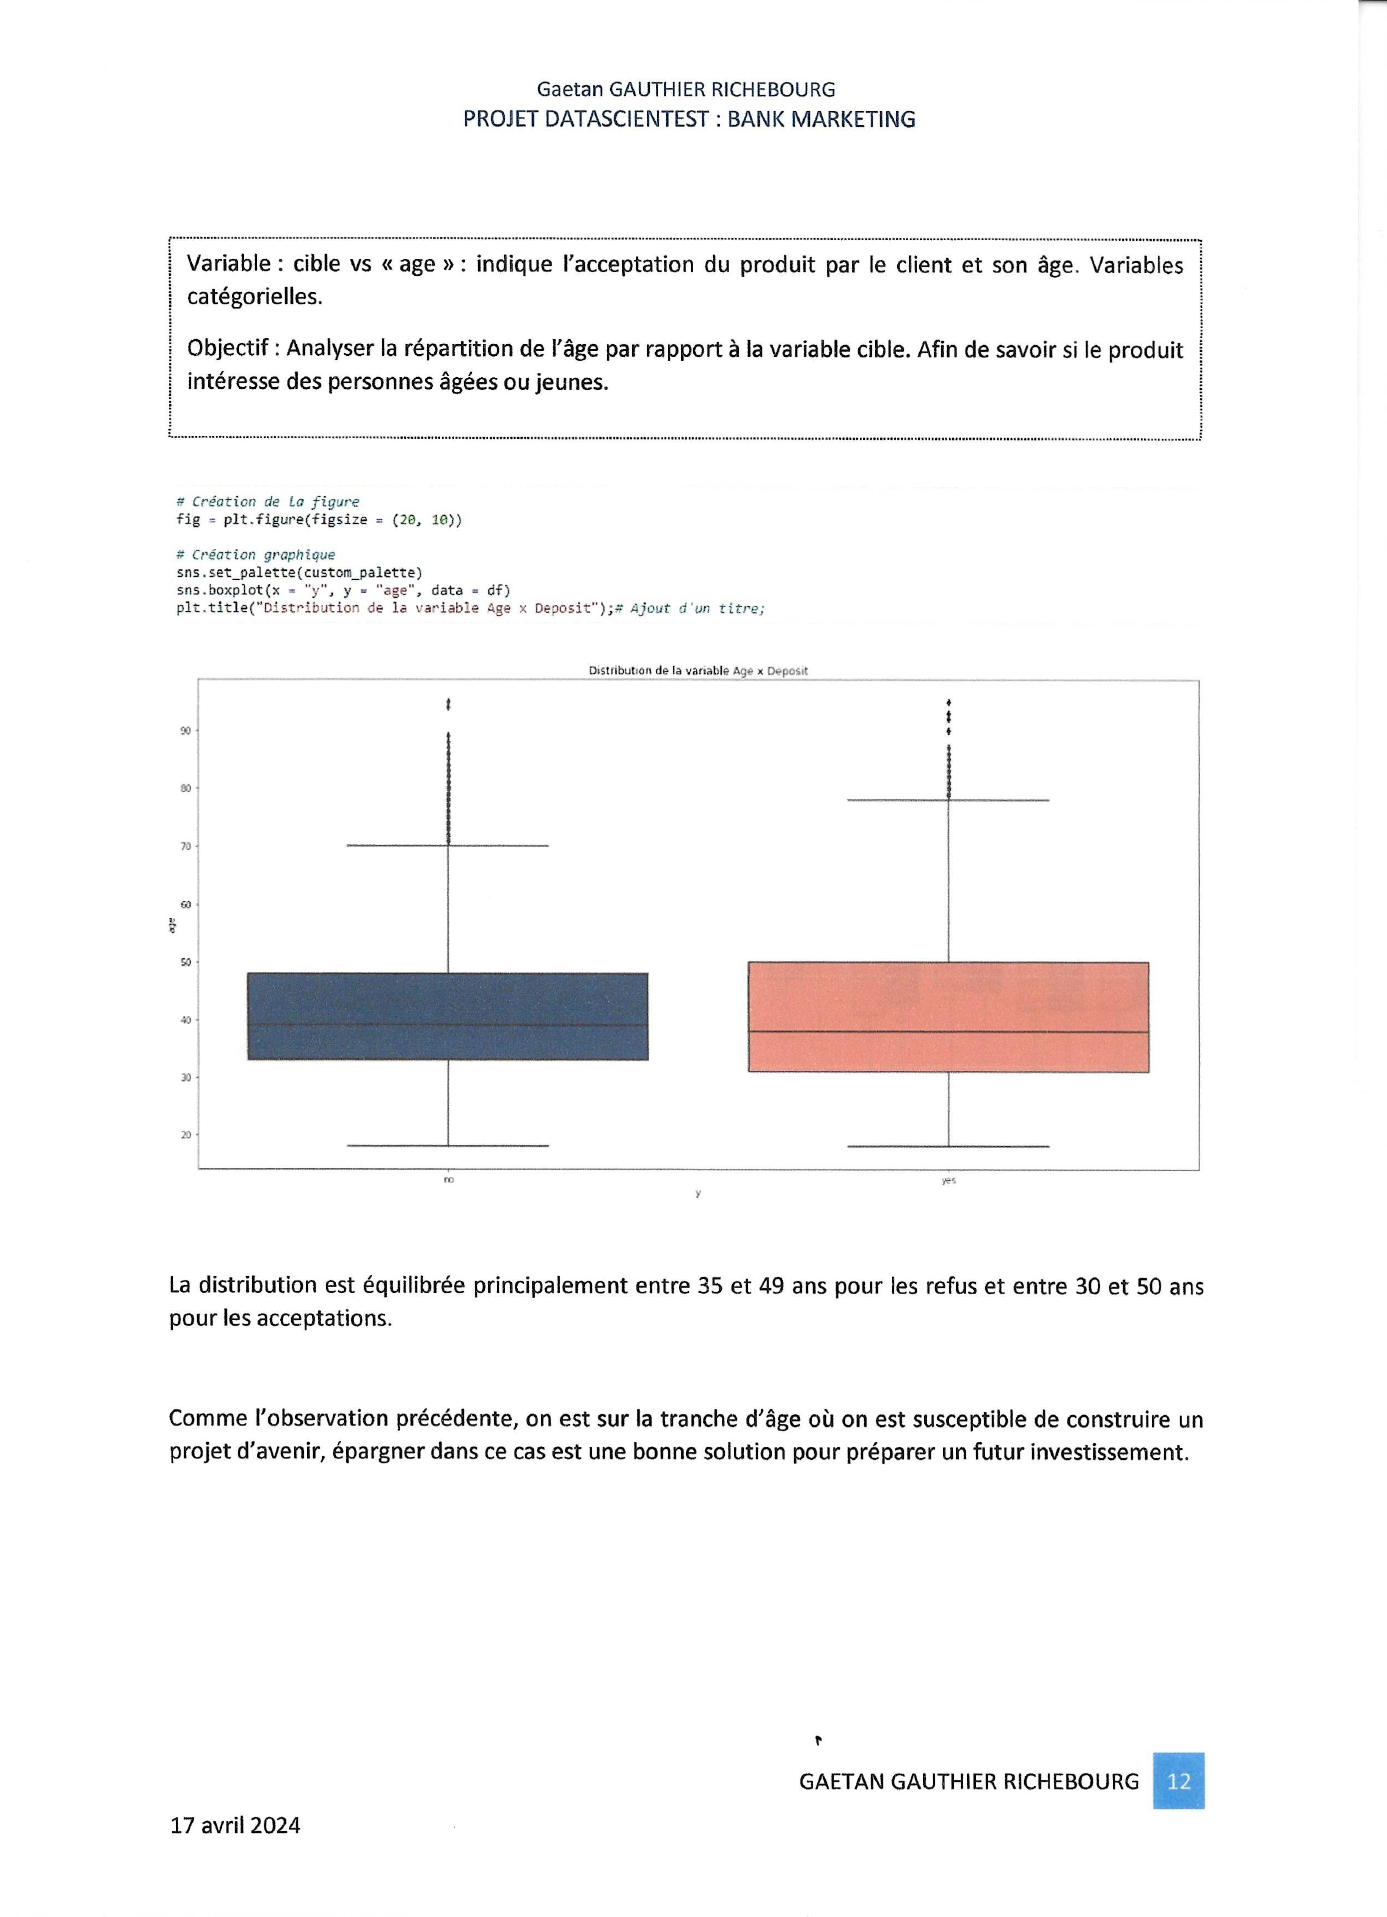 Gaetan GAUTHIER RICHEBOURG
PROJET DATASCIENTEST : BANK MARKETING
Variable : cible vs « age » : indique l'acceptation du produit par le client et son âge. Variables
catégorielles.
Objectif : Analyser la répartition de l'âge par rapport à la variable cible. Afin de savoir si le produit
intéresse des personnes âgées ou jeunes.
# Création de la figure
fig = plt.figure(figsize = (20, 10))
# Création graphique
sns.set_palette(custom_palette)
sns.boxplot(x = "y", y = "age", data = df)
plt.title("Distribution de la variable Age x Deposit");# Ajout d'un titre;
Distribution de la variable Age x Deposit
90
80
70
60
age
50
40
30
20
no
yes
y
La distribution est équilibrée principalement entre 35 et 49 ans pour les refus et entre 30 et 50 ans
pour les acceptations.
Comme l'observation précédente, on est sur la tranche d'âge où on est susceptible de construire un
projet d'avenir, épargner dans ce cas est une bonne solution pour préparer un futur investissement.
GAETAN GAUTHIER RICHEBOURG 12
17 avril 2024